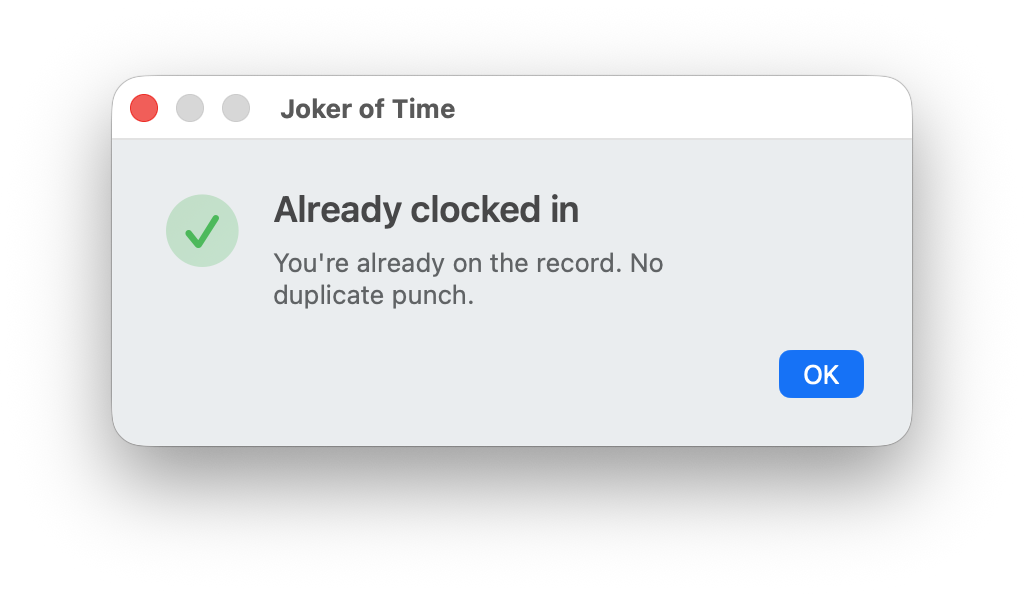 Joker of Time
Already clocked in
You're already on the record. No
duplicate punch.
OK